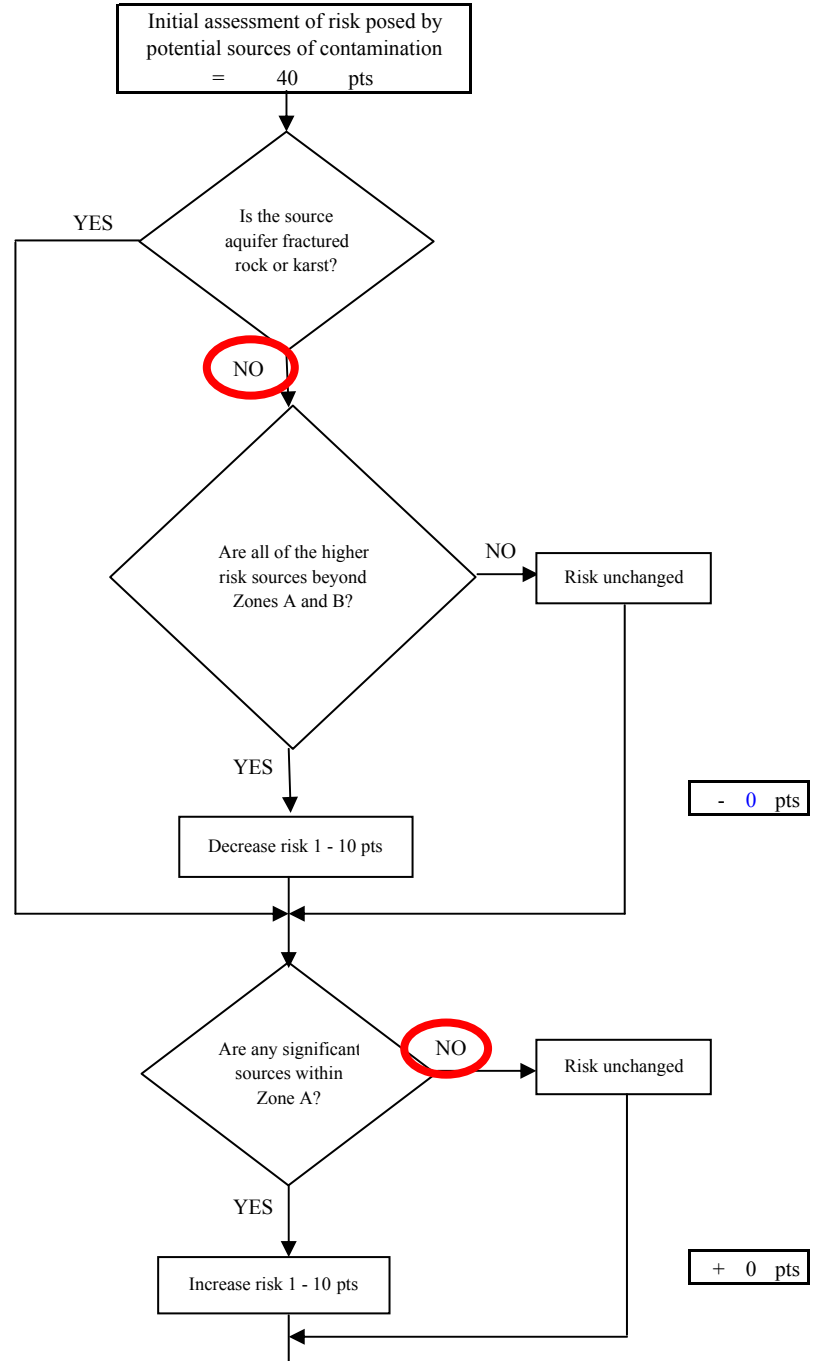 Initial assessment of risk posed by
potential sources of contamination
= 40 pts
YES
Is the source
aquifer fractured
rock or karst?
NO
Are all of the higher
risk sources beyond
Zones A and B?
NO
Risk unchanged
YES
- 0 pts
Decrease risk 1 - 10 pts
Are any significant
sources within
Zone A?
NO
Risk unchanged
YES
+ 0 pts
Increase risk 1 - 10 pts